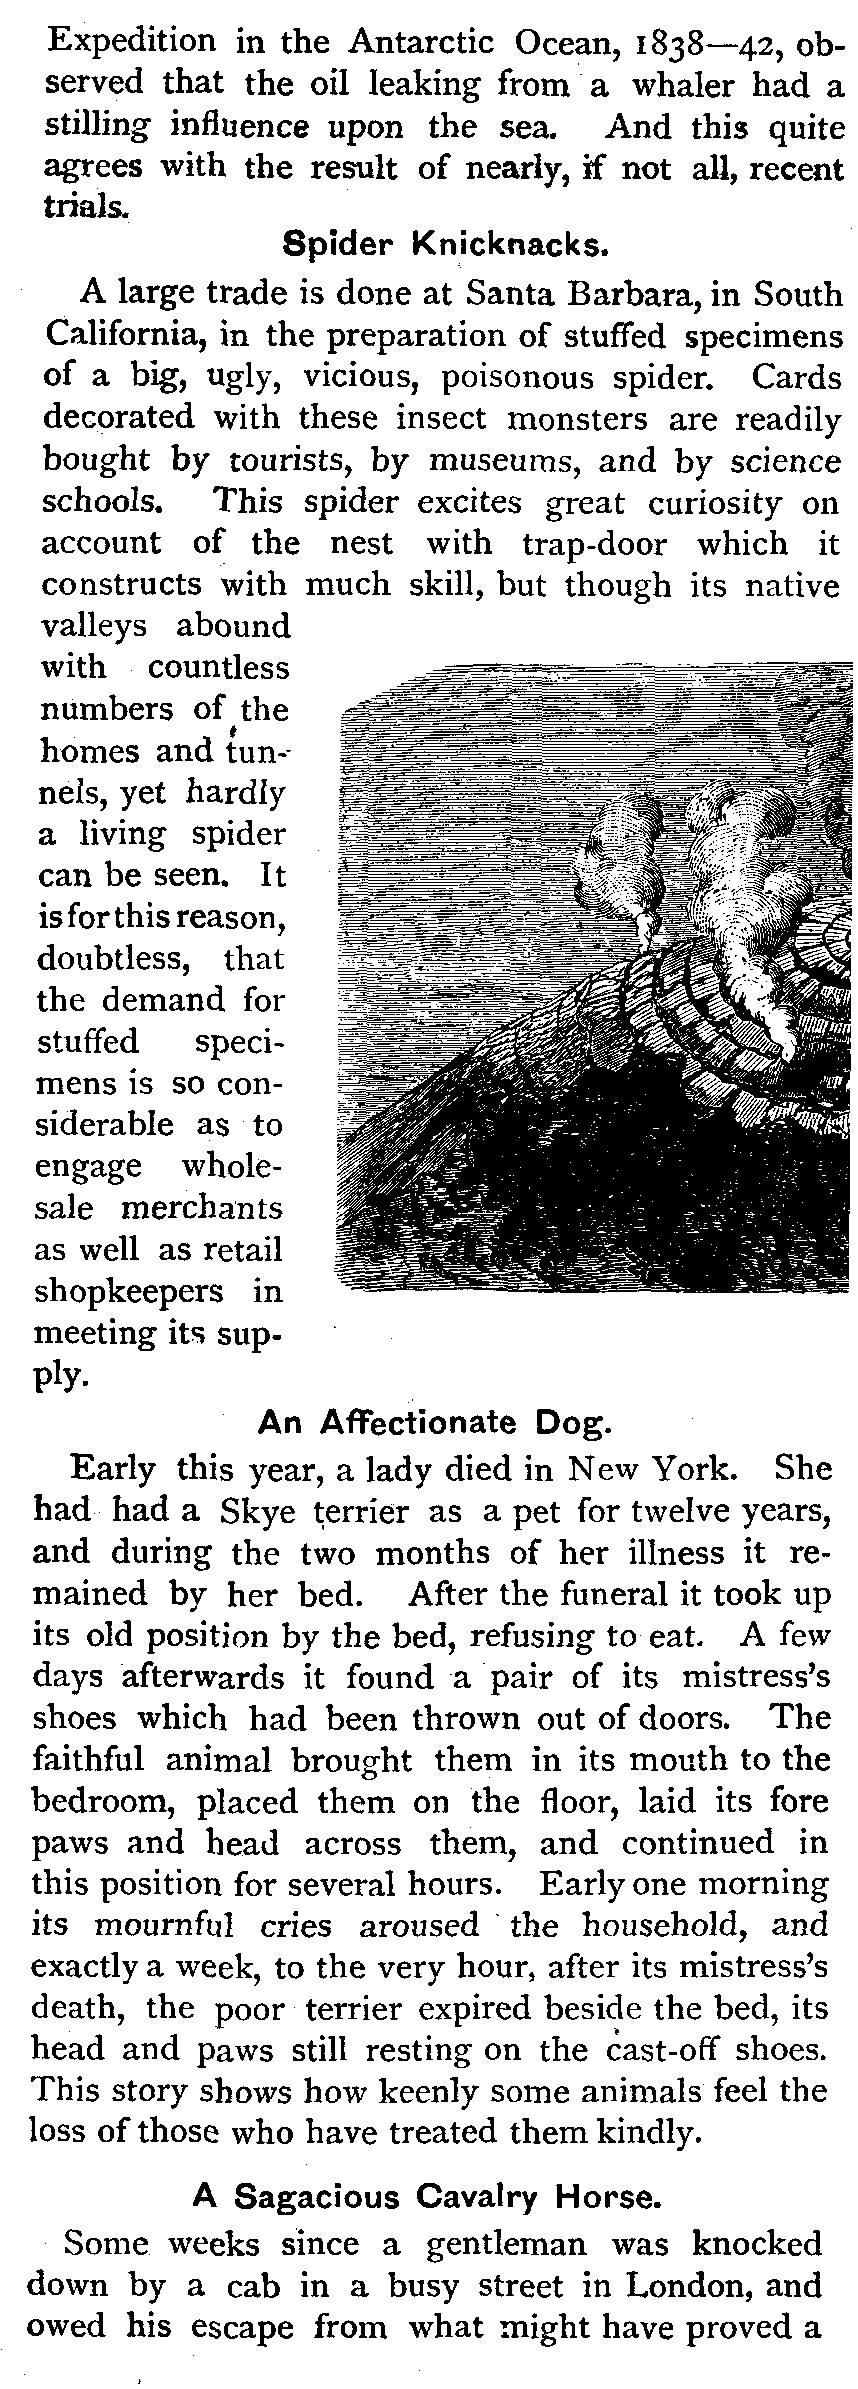 Expedition in the Antarctic Ocean, 1838—42, ob-
served that the oil leaking from a whaler had a
stilling influence upon the sea. And this quite
agrees with the result of nearly, if not all, recent
trials.
Spider Knicknacks.
A large trade is done at Santa Barbara, in South
California, in the preparation of stuffed specimens
of a big, ugly, vicious, poisonous spider. Cards
decorated with these insect monsters are readily
bought by tourists, by museums, and by science
schools. This spider excites great curiosity on
account of the nest with trap-door which it
constructs with much skill, but though its native
valleys abound
with countless
numbers of the
homes and tun-
nels, yet hardly
a living spider
can be seen. It
is for this reason,
doubtless, that
the demand for
stuffed speci-
mens is so con-
siderable as to
engage whole-
sale merchants
as well as retail
shopkeepers in
meeting its sup-
ply.
An Affectionate Dog.
Early this year, a lady died in New York. She
had had a Skye terrier as a pet for twelve years,
and during the two months of her illness it re-
mained by her bed. After the funeral it took up
its old position by the bed, refusing to eat. A few
days afterwards it found a pair of its mistress's
shoes which had been thrown out of doors. The
faithful animal brought them in its mouth to the
bedroom, placed them on the floor, laid its fore
paws and head across them, and continued in
this position for several hours. Early one morning
its mournful cries aroused the household, and
exactly a week, to the very hour, after its mistress's
death, the poor terrier expired beside the bed, its
head and paws still resting on the cast-off shoes.
This story shows how keenly some animals feel the
loss of those who have treated them kindly.
A Sagacious Cavalry Horse.
Some weeks since a gentleman was knocked
down by a cab in a busy street in London, and
owed his escape from what might have proved a